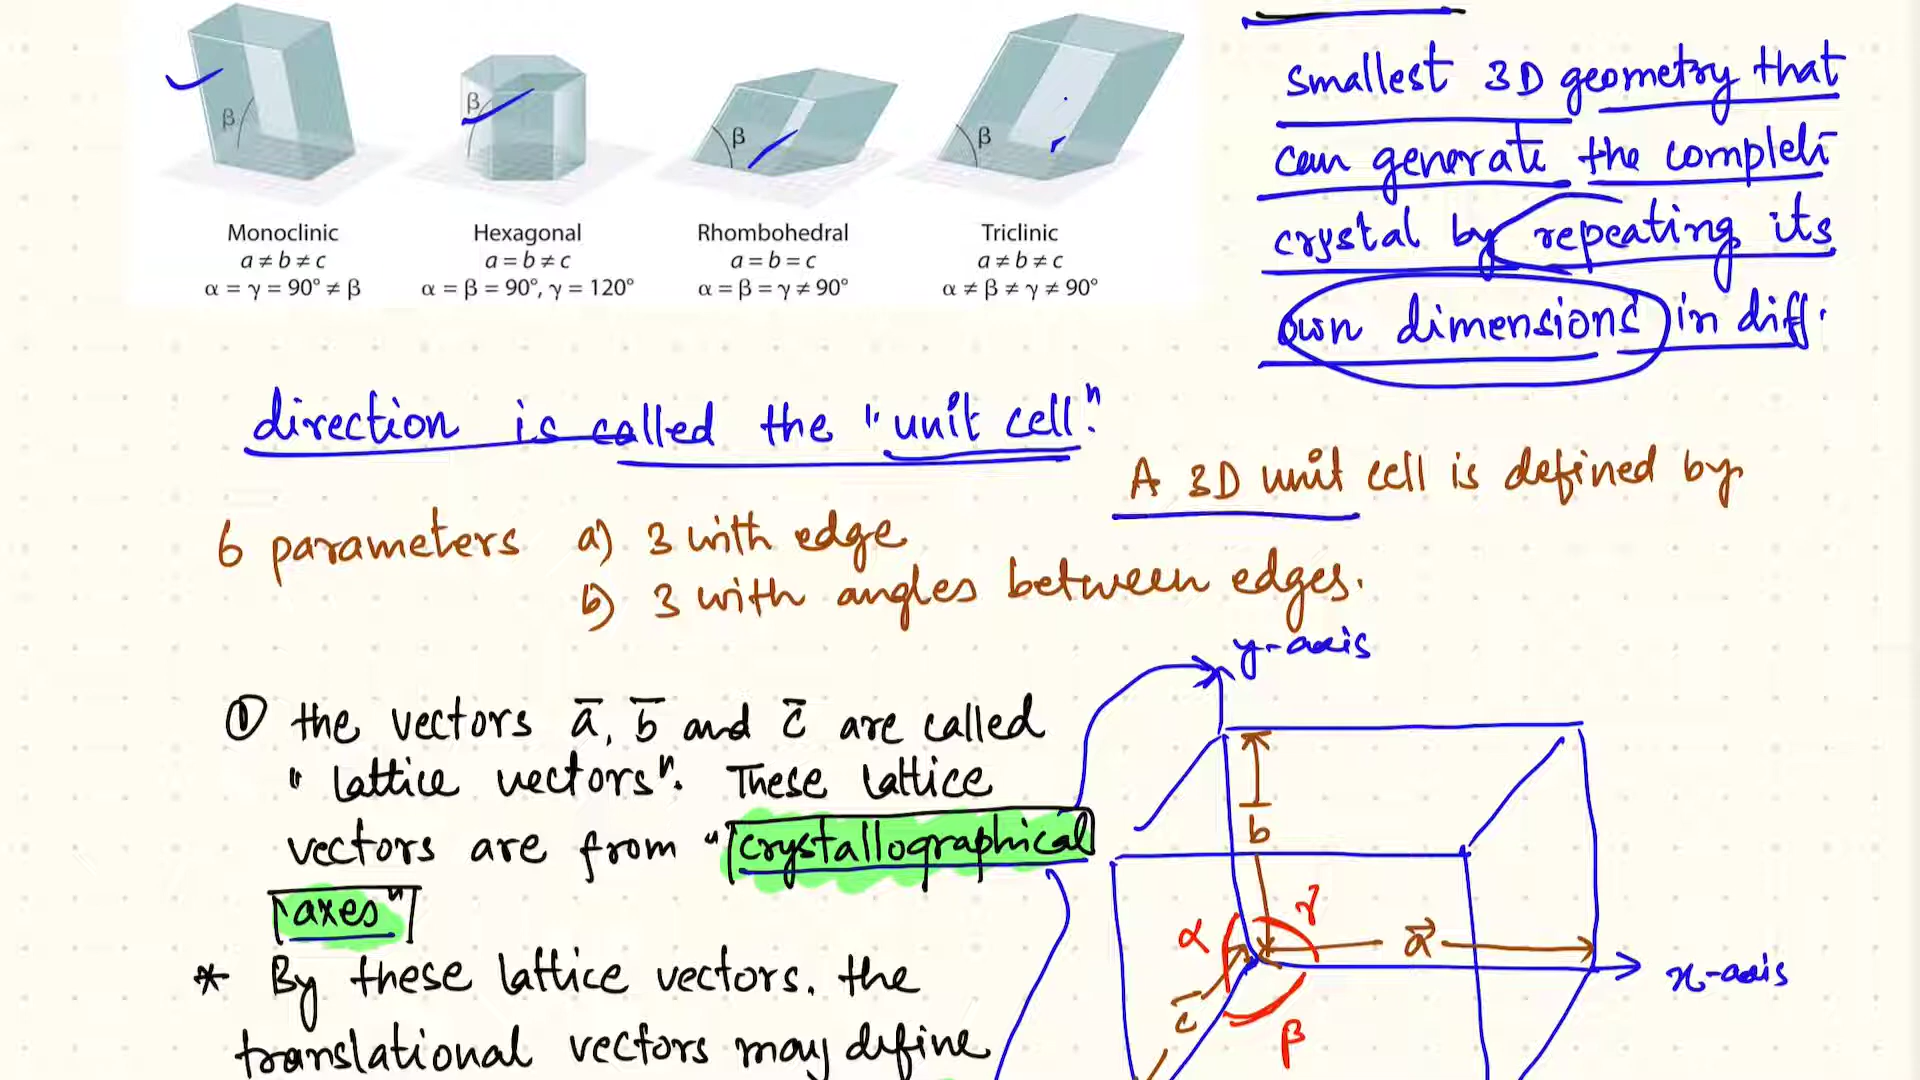 β
β
β
β
Monoclinic
a ≠ b ≠ c
α = γ = 90° ≠ β
Hexagonal
a = b ≠ c
α = β = 90°, γ = 120°
Rhombohedral
a = b = c
α = β = γ ≠ 90°
Triclinic
a ≠ b ≠ c
α ≠ β ≠ γ ≠ 90°
smallest 3D geometry that
can generate the complete
crystal by repeating its
own dimensions in diff.
direction is called the "unit cell".
A 3D unit cell is defined by
6 parameters a) 3 with edge
b) 3 with angles between edges.
① the vectors a̅, b̅ and c̅ are called
"lattice vectors". These lattice
vectors are from "crystallographical
axes"
* By these lattice vectors. the
translational vectors may define
y-axis
b
α
γ
a⃗
x-axis
c̅
β